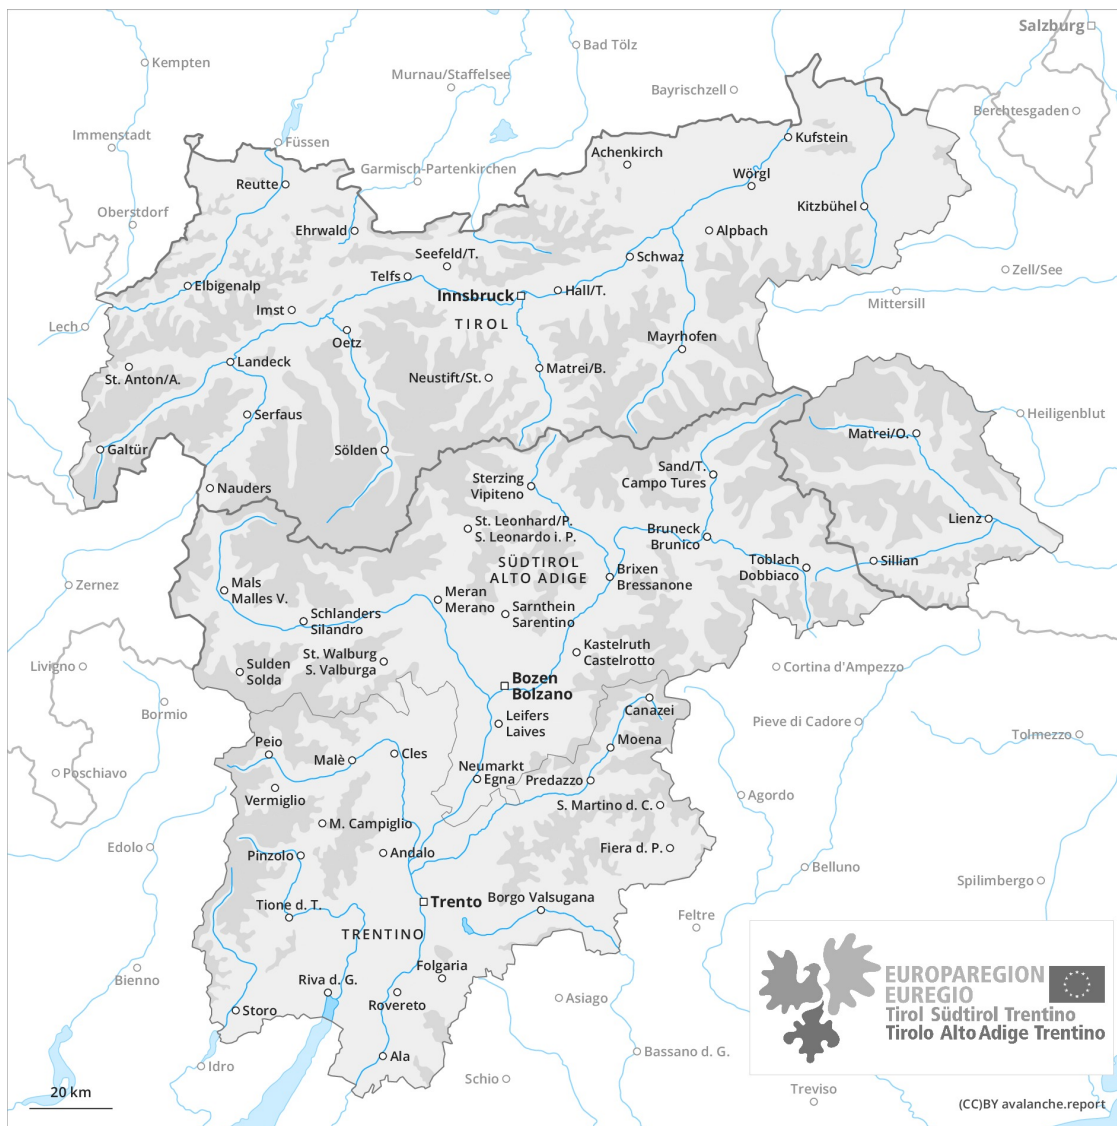 Salzburg
Bad Tölz
Kempten
Murnau/Staffelsee
Bayrischzell
Berchtesgaden
Immenstadt
Füssen
Kufstein
Achenkirch
Garmisch-Partenkirchen
Wörgl
Reutte
Kitzbühel
Oberstdorf
Ehrwald
Alpbach
Seefeld/T.
Schwaz
Telfs
Zell/See
Elbigenalp
Innsbruck
Hall/T.
Mittersill
Imst
TIROL
Lech
Oetz
Mayrhofen
Landeck
Matrei/B.
St. Anton/A.
Neustift/St.
Serfaus
Heiligenblut
Matrei/O.
Galtür
Sölden
Sand/T.
Campo Tures
Sterzing
Vipiteno
Nauders
Lienz
St. Leonhard/P.
S. Leonardo i. P.
Bruneck
Brunico
SÜDTIROL
ALTO ADIGE
Toblach
Dobbiaco
Sillian
Brixen
Bressanone
Zernez
Mals
Malles V.
Meran
Merano
Schlanders
Silandro
Sarnthein
Sarentino
Kastelruth
Castelrotto
St. Walburg
S. Valburga
Livigno
Sulden
Solda
Cortina d'Ampezzo
Bozen
Bolzano
Bormio
Canazei
Leifers
Laives
Pieve di Cadore
Tolmezzo
Peio
Moena
Malè
Cles
Poschiavo
Neumarkt
Egna
Predazzo
Vermiglio
Agordo
S. Martino d. C.
M. Campiglio
Edolo
Pinzolo
Andalo
Fiera d. P.
Belluno
Spilimbergo
Tione d. T.
Trento
Borgo Valsugana
Feltre
TRENTINO
Folgaria
Bienno
Riva d. G.
Rovereto
Asiago
Storo
EUROPAREGION
EUREGIO
Tirol Südtirol Trentino
Tirolo Alto Adige Trentino
Ala
Bassano d. G.
Idro
Schio
Treviso
20 km
(CC)BY avalanche.report